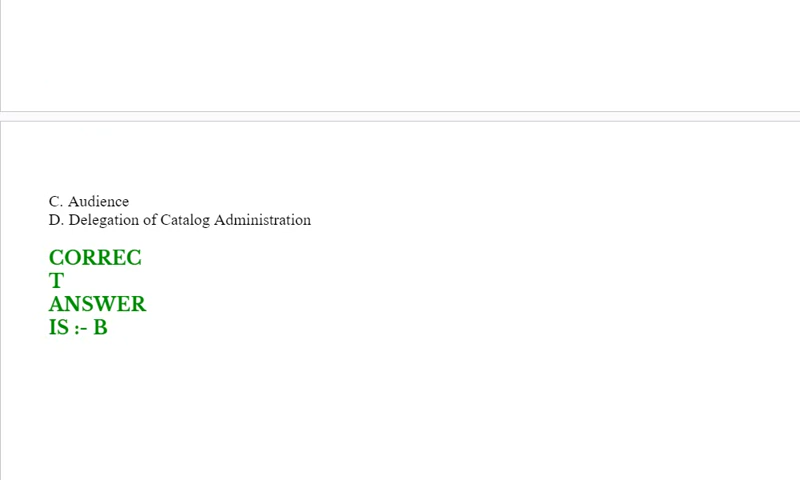 C. Audience
D. Delegation of Catalog Administration
CORREC
T
ANSWER
IS :- B